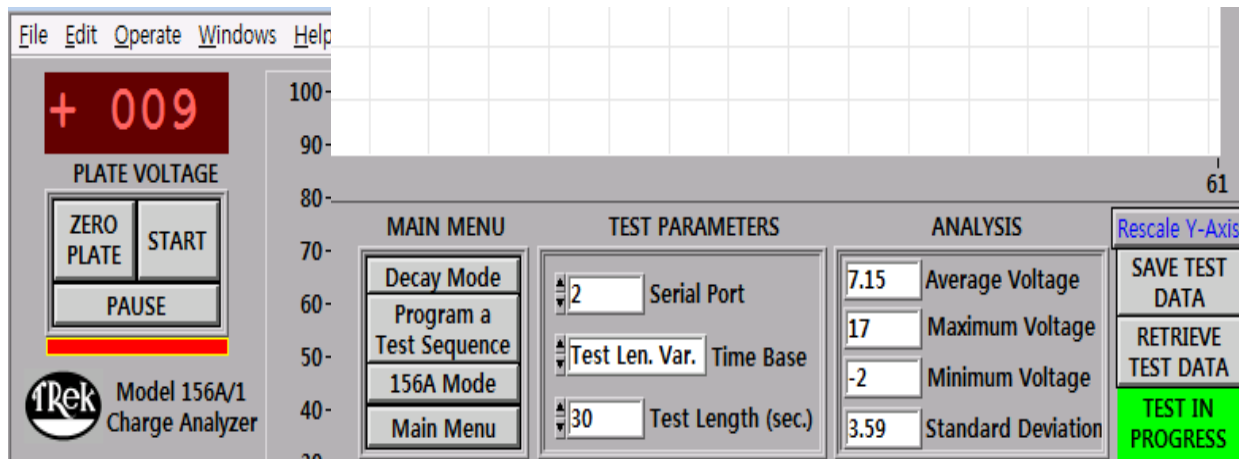 File Edit Operate Windows Help
+ 009
PLATE VOLTAGE
ZERO
PLATE
START
PAUSE
TRek
Model 156A/1
Charge Analyzer
100
90
80
70
60
50
40
61
MAIN MENU
Decay Mode
Program a
Test Sequence
156A Mode
Main Menu
TEST PARAMETERS
2 Serial Port
Test Len. Var. Time Base
30 Test Length (sec.)
ANALYSIS
7.15 Average Voltage
17 Maximum Voltage
-2 Minimum Voltage
3.59 Standard Deviation
Rescale Y-Axis
SAVE TEST
DATA
RETRIEVE
TEST DATA
TEST IN
PROGRESS